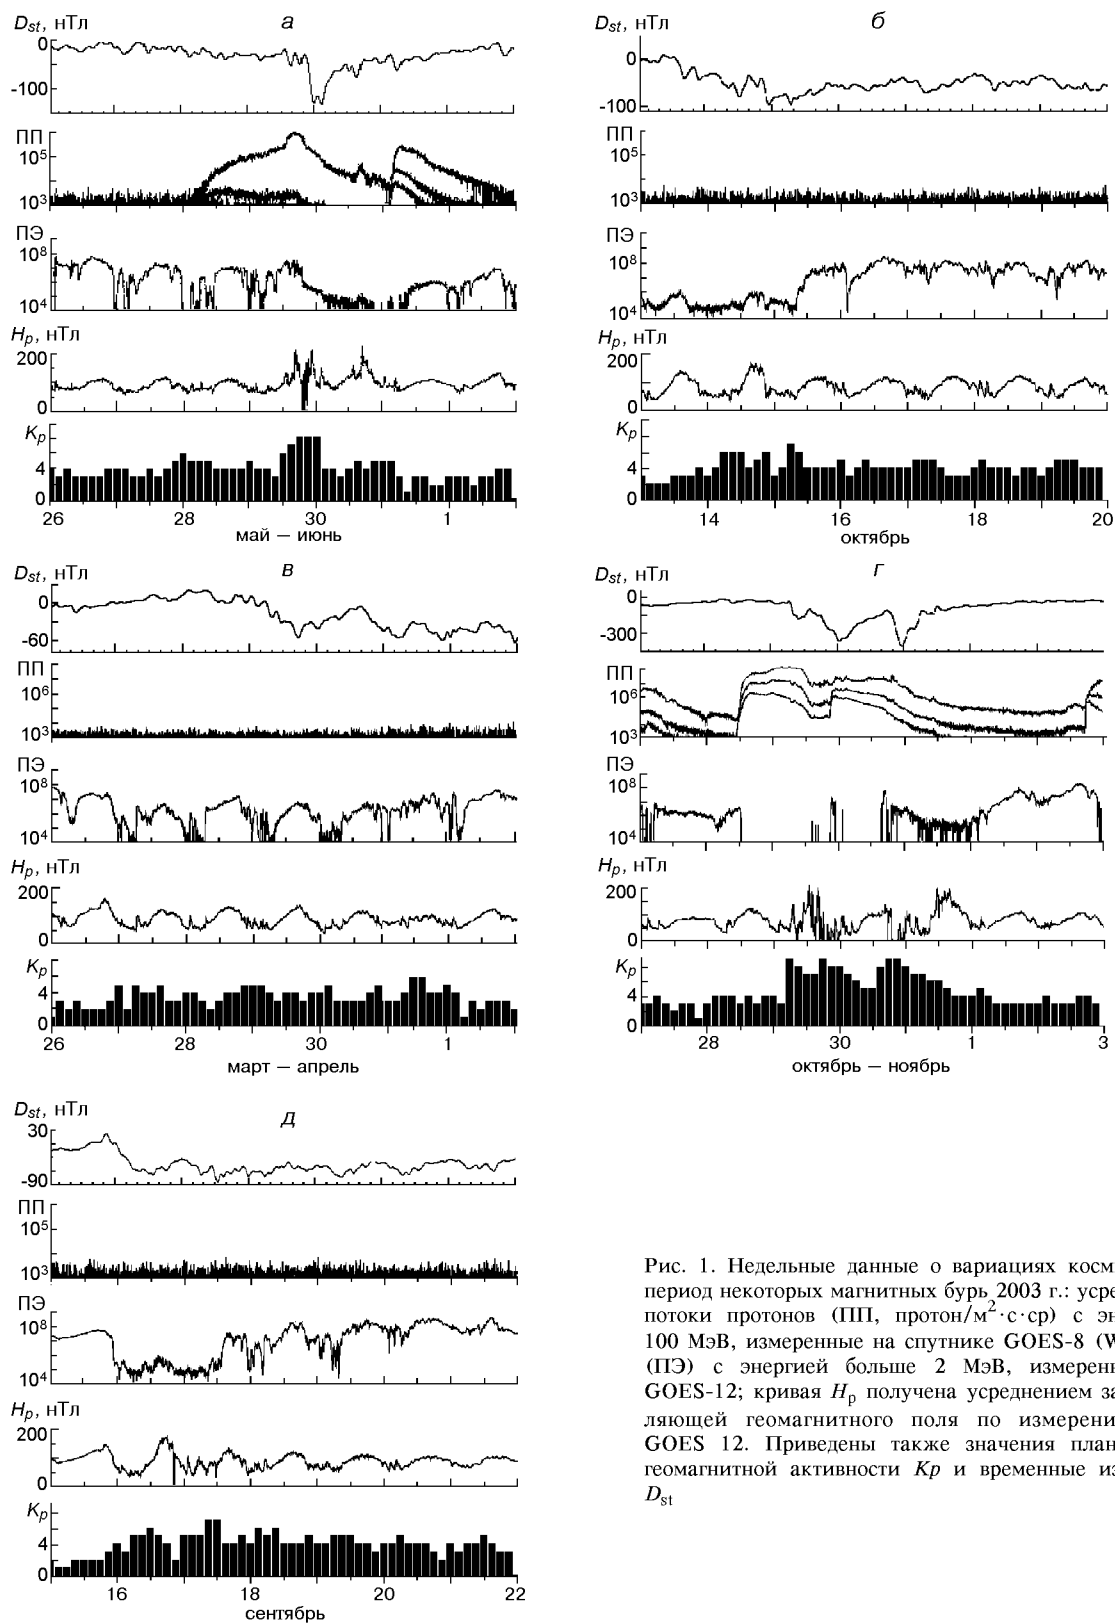 а
Dst, нТл
0
-100
ПП
10⁵
10³
ПЭ
10⁸
10⁴
Hp, нТл
200
0
Kp
4
0
26 28 30 1
май — июнь
б
Dst, нТл
0
-100
ПП
10⁵
10³
ПЭ
10⁸
10⁴
Hp, нТл
200
0
Kp
4
0
14 16 18 20
октябрь
в
Dst, нТл
0
-60
ПП
10⁶
10³
ПЭ
10⁸
10⁴
Hp, нТл
200
0
Kp
4
0
26 28 30 1
март — апрель
г
Dst, нТл
0
-300
ПП
10⁶
10³
ПЭ
10⁸
10⁴
Hp, нТл
200
0
Kp
4
0
28 30 1 3
октябрь — ноябрь
д
Dst, нТл
30
-90
ПП
10⁵
10³
ПЭ
10⁸
10⁴
Hp, нТл
200
0
Kp
4
0
16 18 20 22
сентябрь
Рис. 1. Недельные данные о вариациях косм
период некоторых магнитных бурь 2003 г.: усре
потоки протонов (ПП, протон/м²·с·ср) с эн
100 МэВ, измеренные на спутнике GOES-8 (W
(ПЭ) с энергией больше 2 МэВ, измерен
GOES-12; кривая Hp получена усреднением за
ляющей геомагнитного поля по измерени
GOES 12. Приведены также значения план
геомагнитной активности Kp и временные из
Dst